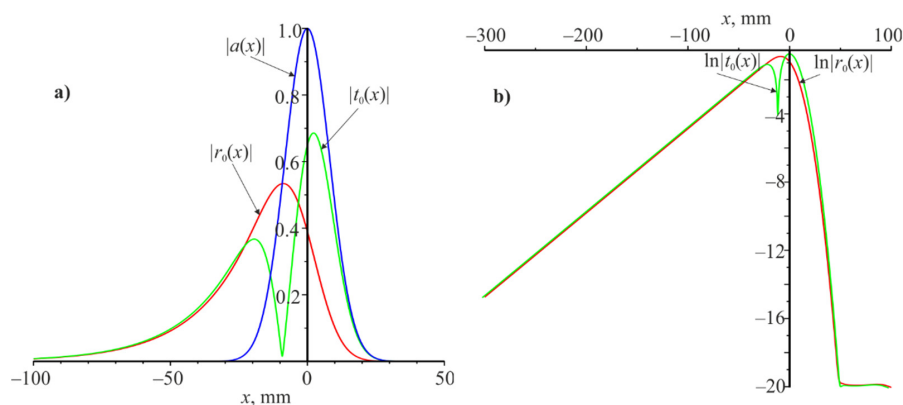 1.0
|a(x)|
a)
0.8
|t₀(x)|
|r₀(x)|
0.6
0.4
0.2
−100
−50
0
50
x, mm
x, mm
−300
−200
−100
0
100
ln|t₀(x)|
ln|r₀(x)|
b)
−4
−8
−12
−16
−20